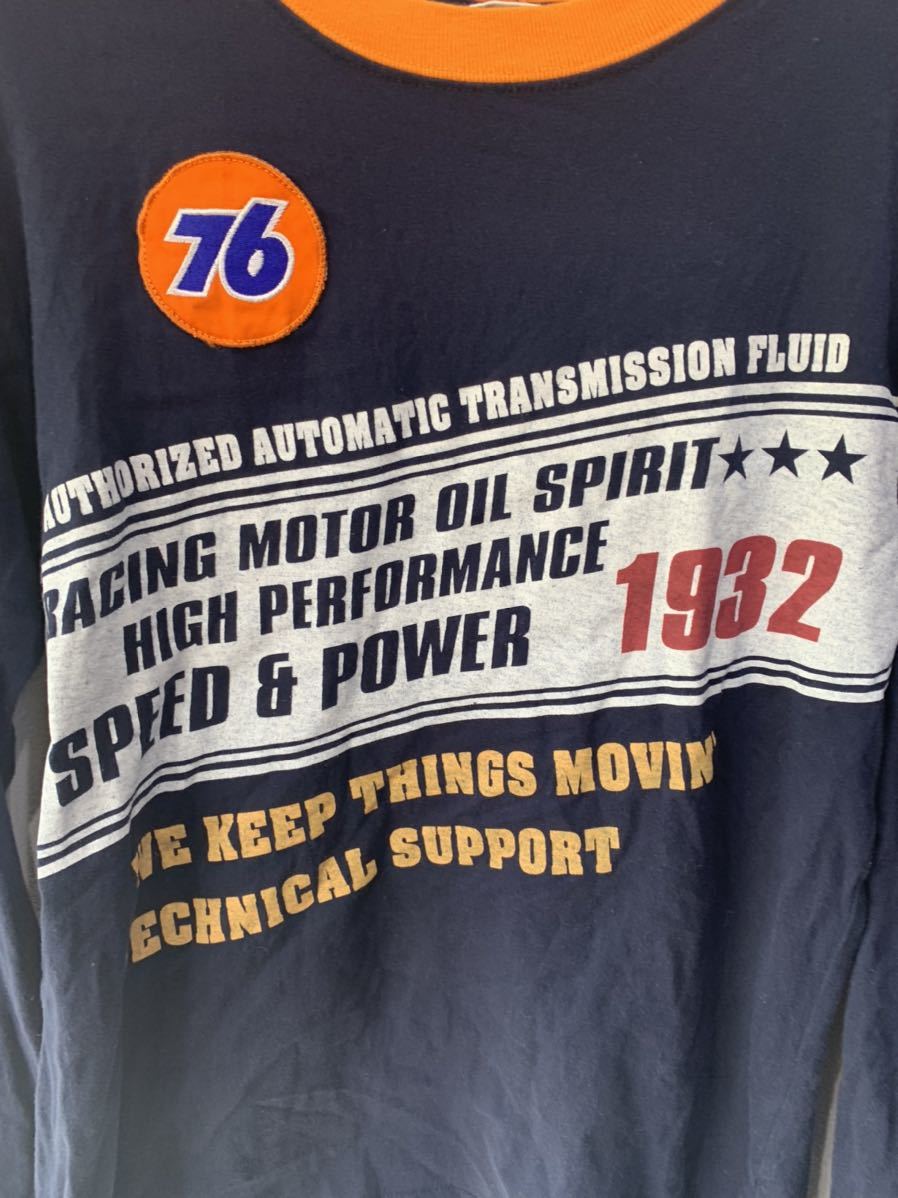 76
AUTHORIZED AUTOMATIC TRANSMISSION FLUID
RACING MOTOR OIL SPIRIT★★★
HIGH PERFORMANCE 1932
SPEED & POWER
WE KEEP THINGS MOVIN'
TECHNICAL SUPPORT